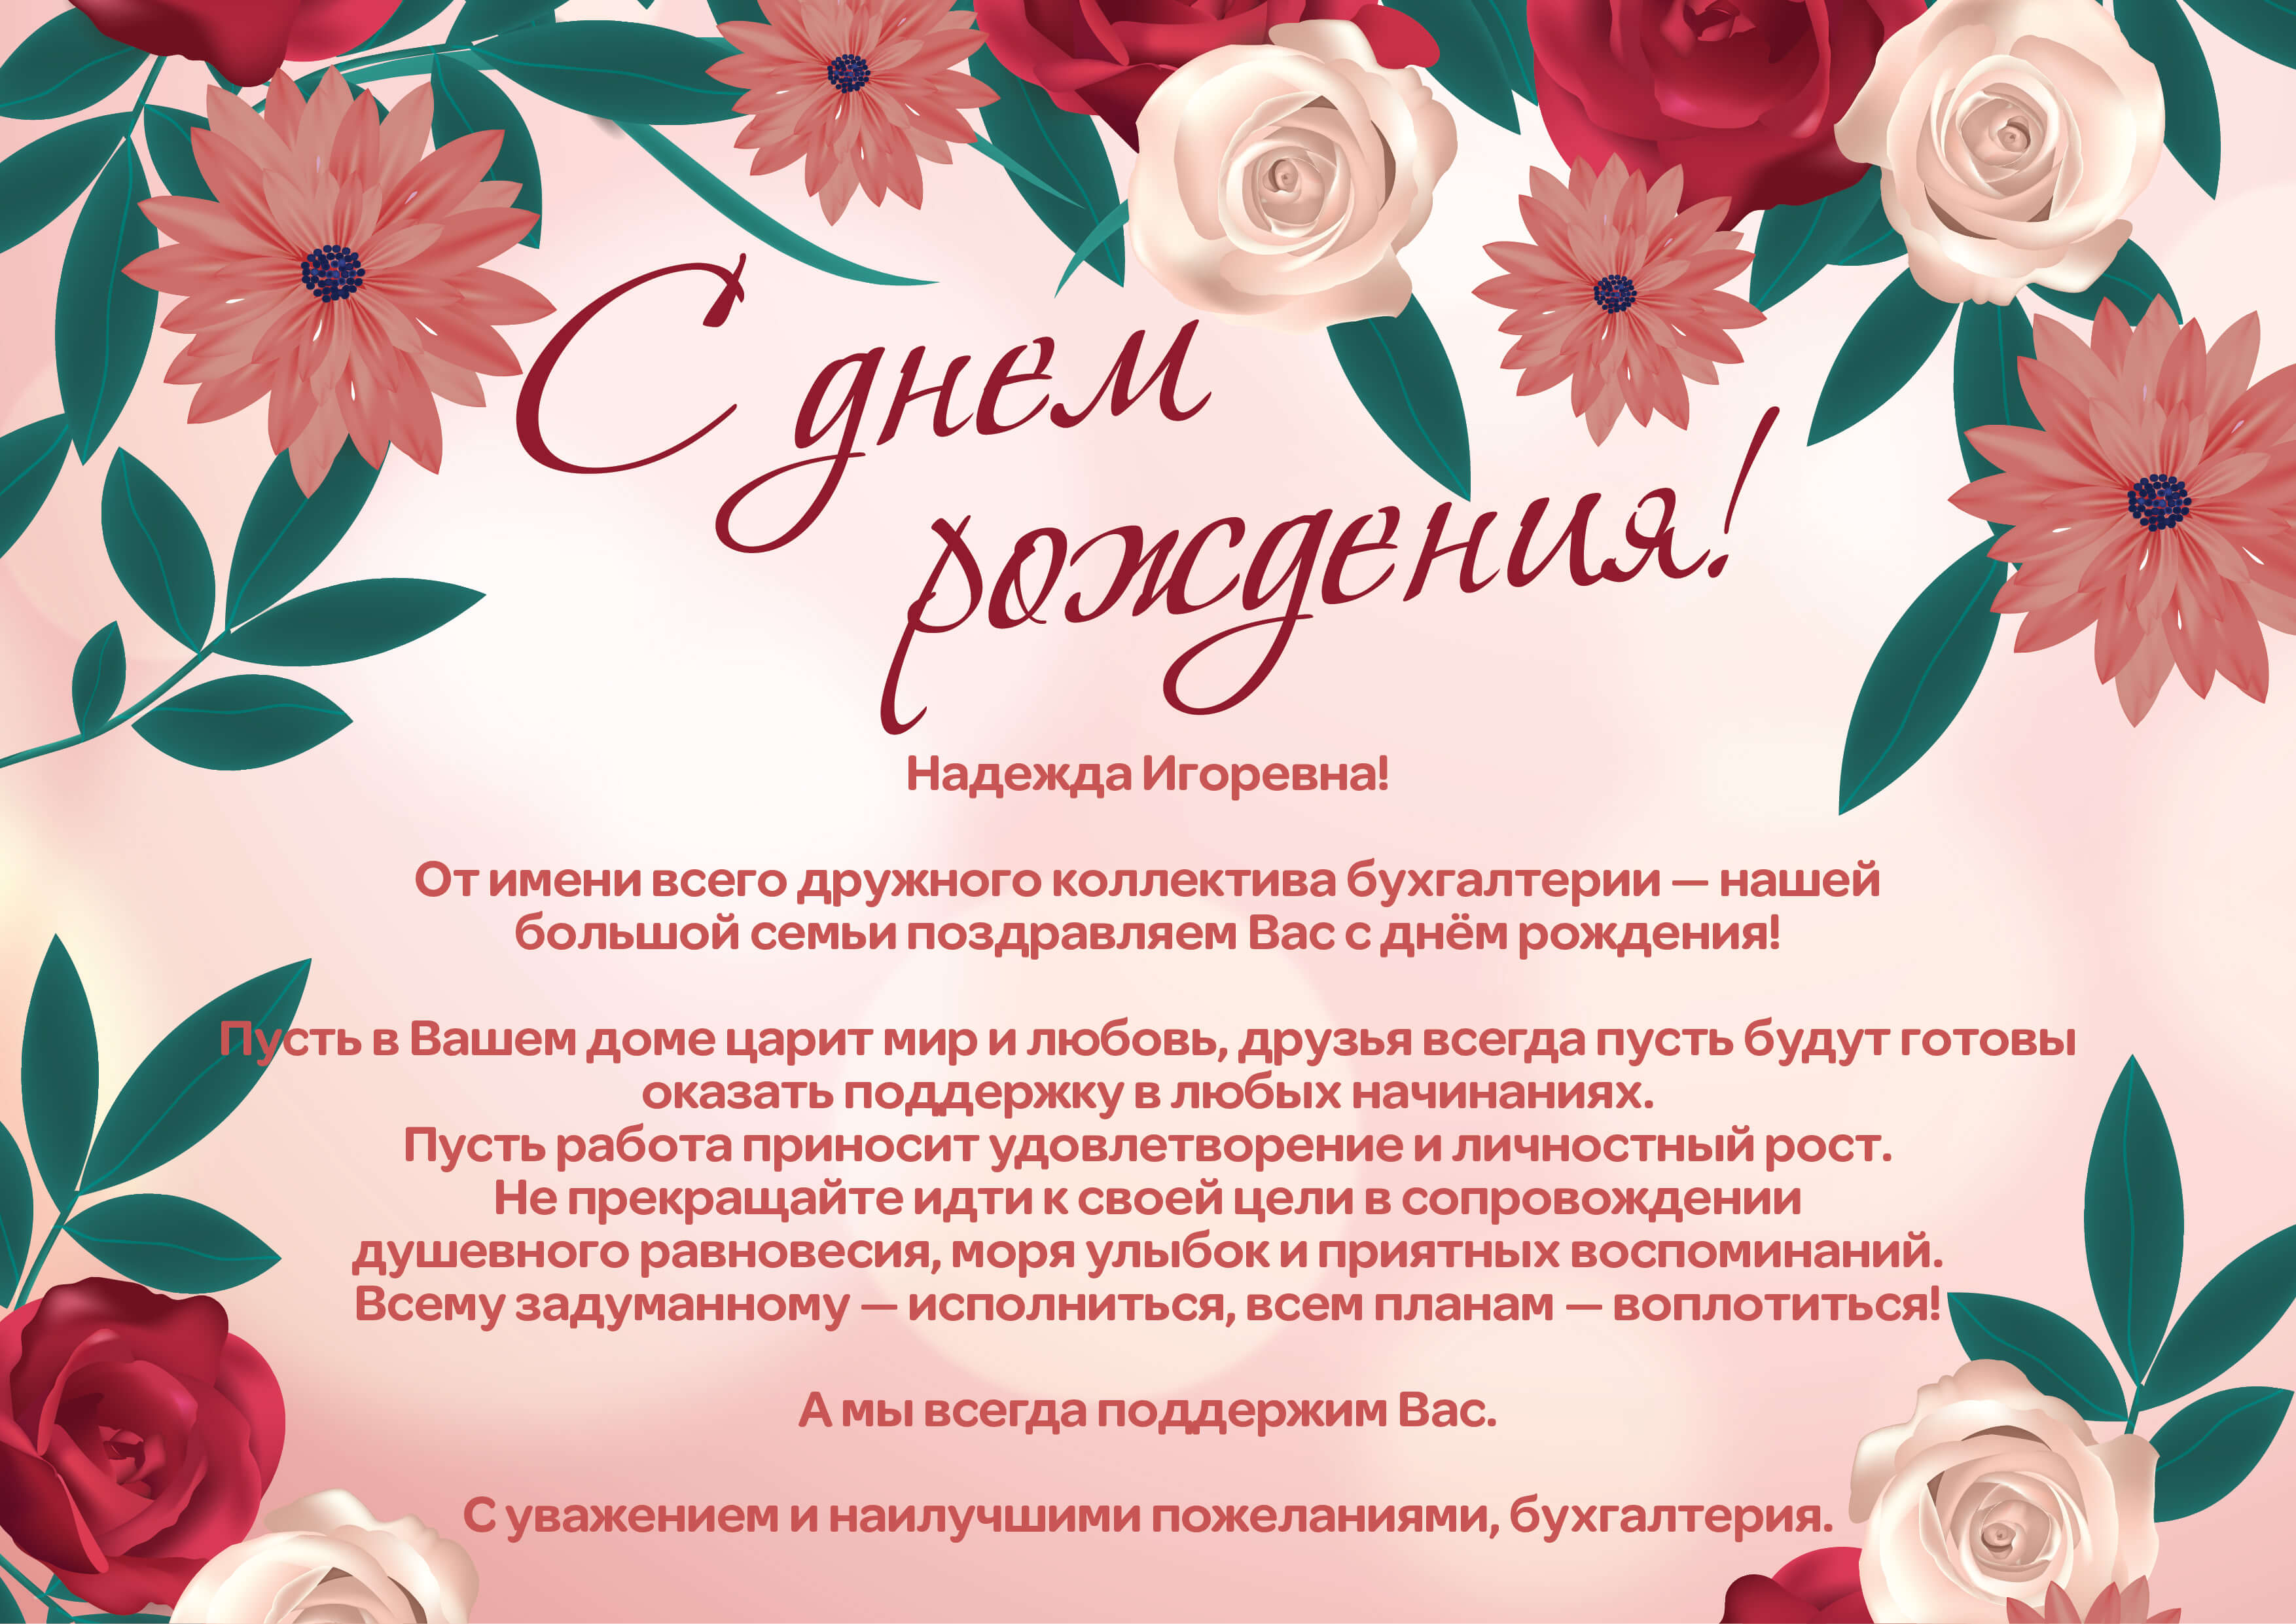 С днем
рождения!
Надежда Игоревна!
От имени всего дружного коллектива бухгалтерии — нашей
большой семьи поздравляем Вас с днём рождения!
Пусть в Вашем доме царит мир и любовь, друзья всегда пусть будут готовы
оказать поддержку в любых начинаниях.
Пусть работа приносит удовлетворение и личностный рост.
Не прекращайте идти к своей цели в сопровождении
душевного равновесия, моря улыбок и приятных воспоминаний.
Всему задуманному — исполниться, всем планам — воплотиться!
А мы всегда поддержим Вас.
С уважением и наилучшими пожеланиями, бухгалтерия.